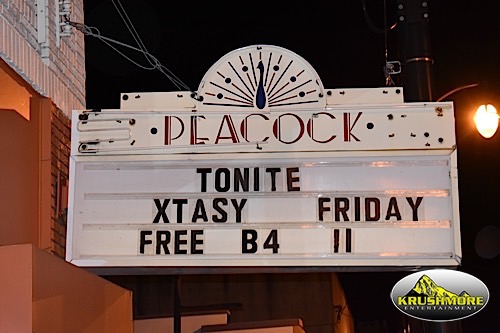 PEACOCK
TONITE
XTASY FRIDAY
FREE B4 11
KRUSHMORE
ENTERTAINMENT